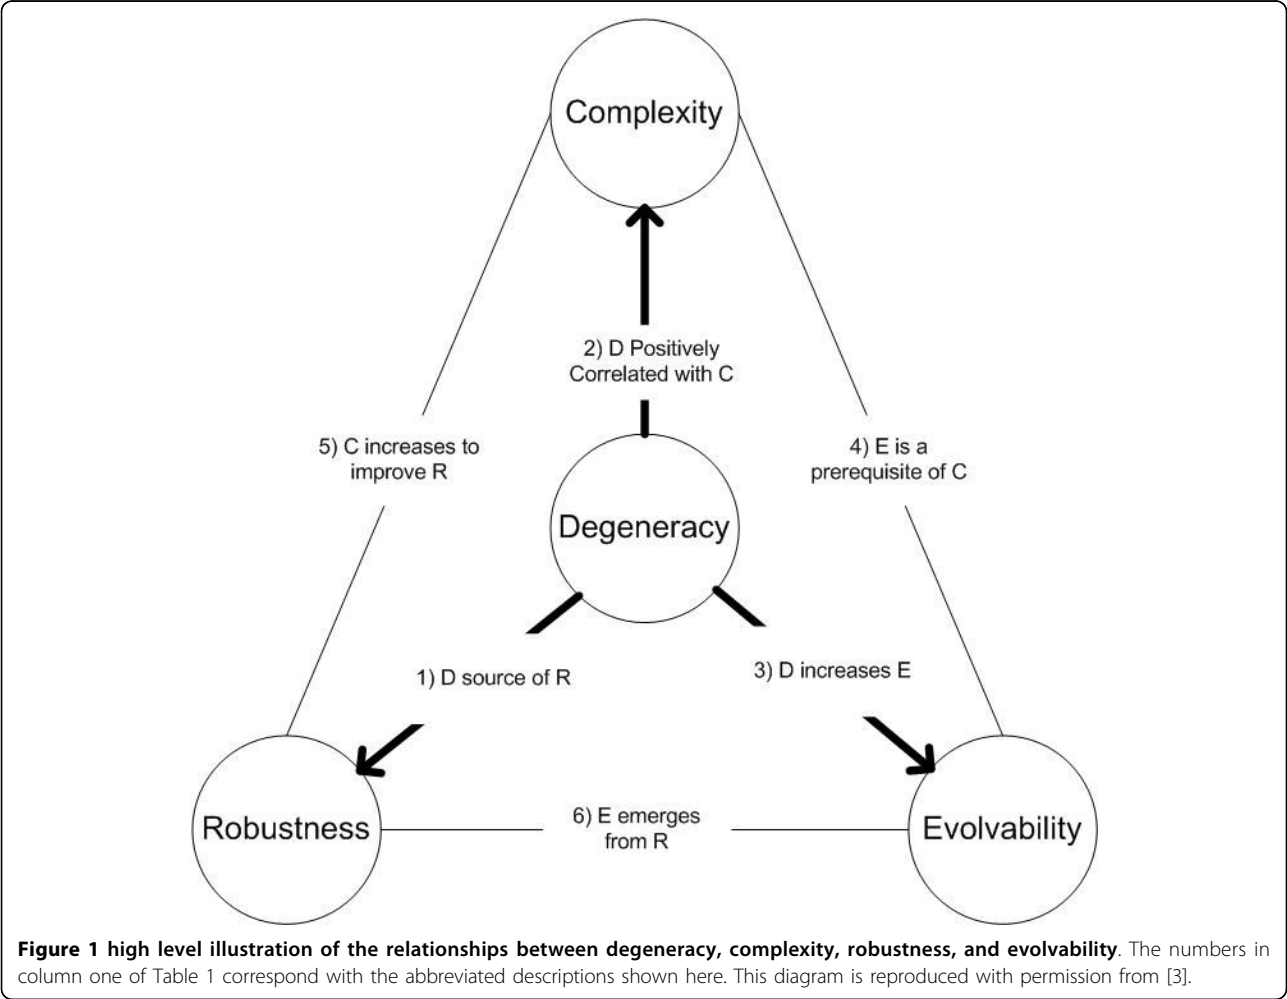 Complexity
2) D Positively
Correlated with C
5) C increases to
improve R
4) E is a
prerequisite of C
Degeneracy
1) D source of R
3) D increases E
Robustness
6) E emerges
from R
Evolvability
Figure 1 high level illustration of the relationships between degeneracy, complexity, robustness, and evolvability. The numbers in
column one of Table 1 correspond with the abbreviated descriptions shown here. This diagram is reproduced with permission from [3].